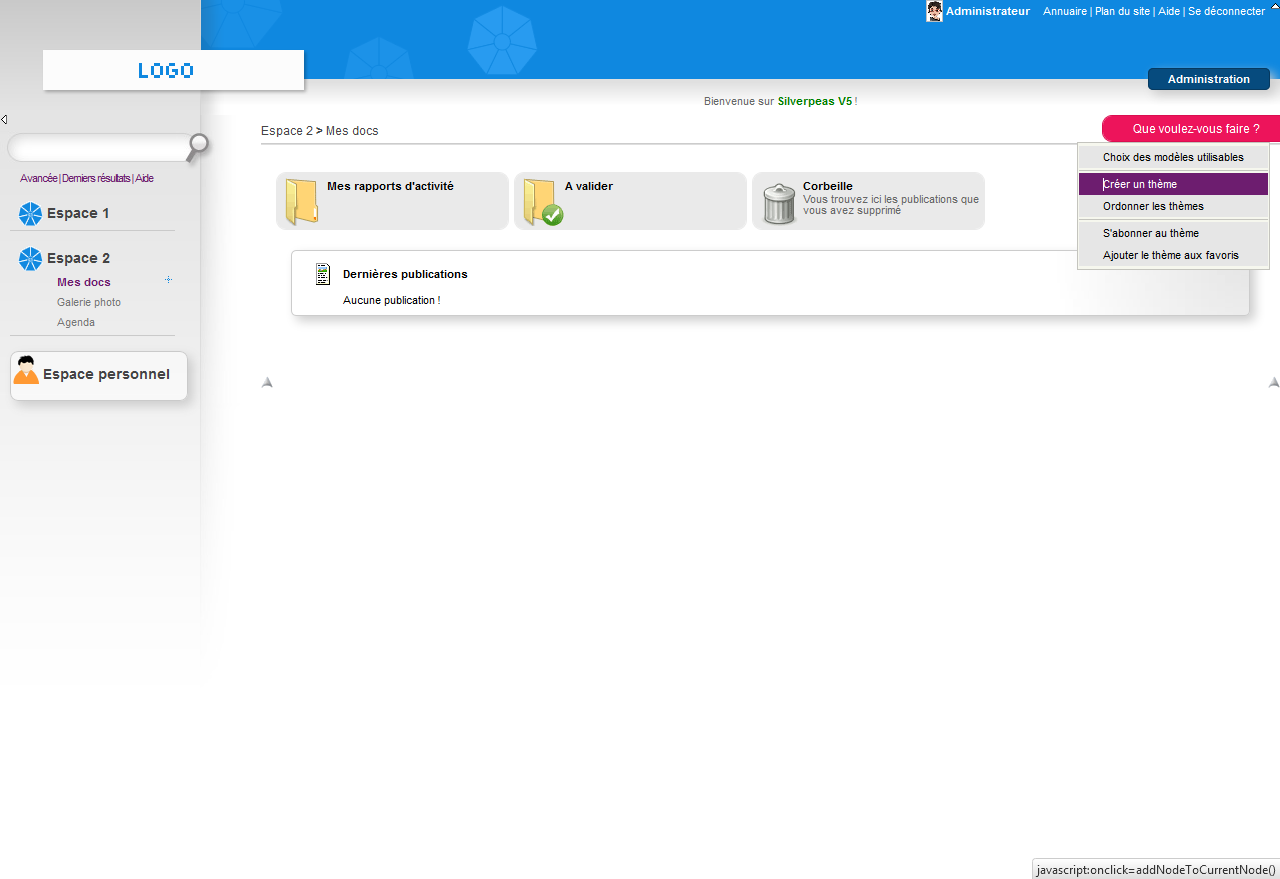 Administrateur Annuaire | Plan du site | Aide | Se déconnecter
LOGO
Administration
Bienvenue sur Silverpeas V5 !
Espace 2 > Mes docs
Que voulez-vous faire ?
Choix des modèles utilisables
Créer un thème
Ordonner les thèmes
S'abonner au thème
Ajouter le thème aux favoris
Avancée | Derniers résultats | Aide
Espace 1
Espace 2
Mes docs
Galerie photo
Agenda
Espace personnel
Mes rapports d'activité
A valider
Corbeille
Vous trouvez ici les publications que
vous avez supprimé
Dernières publications
Aucune publication !
javascript:onclick=addNodeToCurrentNode()